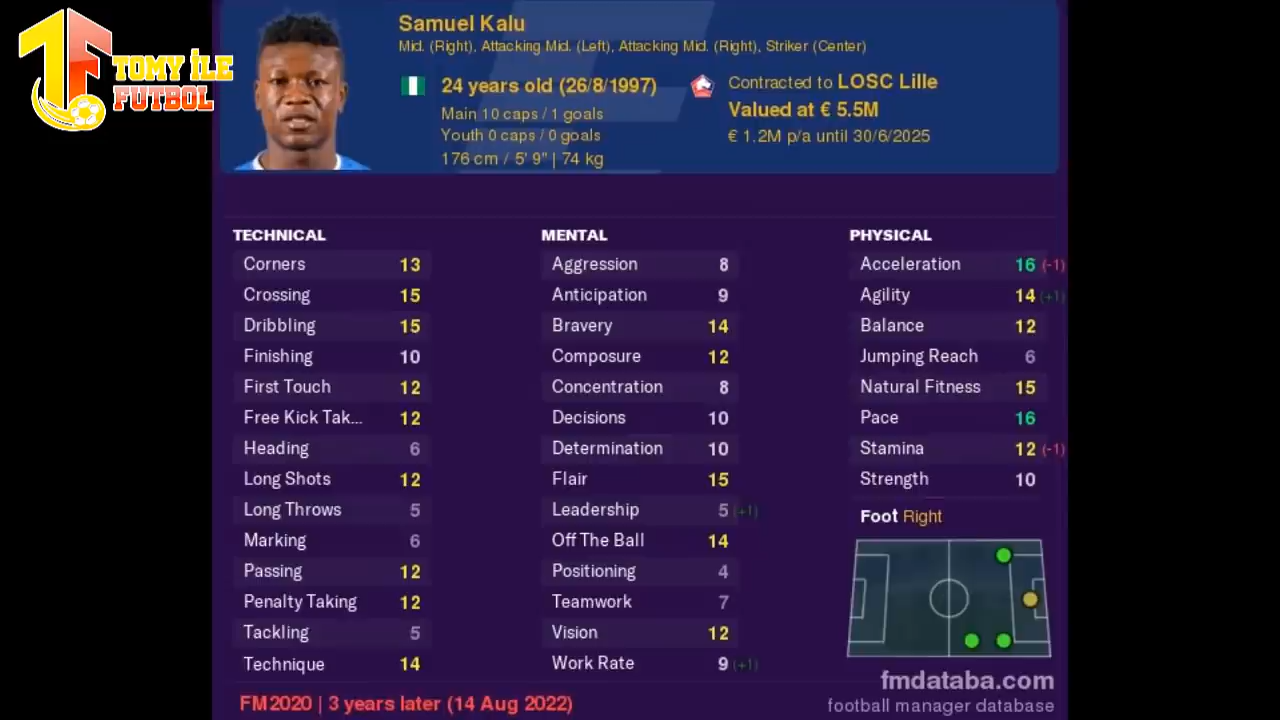 TF
TOMY İLE
FUTBOL
Samuel Kalu
Mid. (Right), Attacking Mid. (Left), Attacking Mid. (Right), Striker (Center)
24 years old (26/8/1997)
Main 10 caps / 1 goals
Youth 0 caps / 0 goals
176 cm / 5' 9" | 74 kg
Contracted to LOSC Lille
Valued at € 5.5M
€ 1.2M p/a until 30/6/2025
TECHNICAL
Corners 13
Crossing 15
Dribbling 15
Finishing 10
First Touch 12
Free Kick Tak... 12
Heading 6
Long Shots 12
Long Throws 5
Marking 6
Passing 12
Penalty Taking 12
Tackling 5
Technique 14
MENTAL
Aggression 8
Anticipation 9
Bravery 14
Composure 12
Concentration 8
Decisions 10
Determination 10
Flair 15
Leadership 5 (+1)
Off The Ball 14
Positioning 4
Teamwork 7
Vision 12
Work Rate 9 (+1)
PHYSICAL
Acceleration 16 (-1)
Agility 14 (+1)
Balance 12
Jumping Reach 6
Natural Fitness 15
Pace 16
Stamina 12 (-1)
Strength 10
Foot Right
FM2020 | 3 years later (14 Aug 2022)
fmdataba.com
football manager database